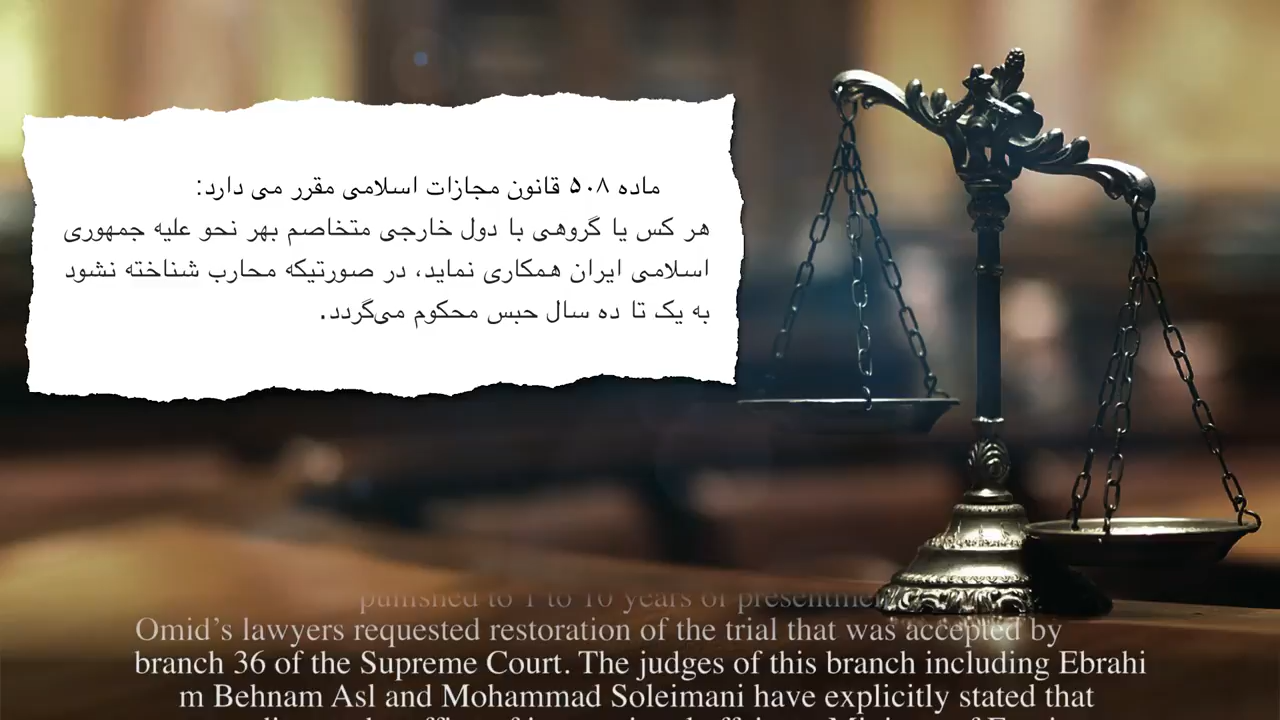 ماده ۵۰۸ قانون مجازات اسلامی مقرر می دارد:
هر کس یا گروهی با دول خارجی متخاصم بهر نحو علیه جمهوری
اسلامی ایران همکاری نماید، در صورتیکه محارب شناخته نشود
به یک تا ده سال حبس محکوم می‌گردد.
punished to 1 to 10 years of
Omid’s lawyers requested restoration of the trial that was accepted by
branch 36 of the Supreme Court. The judges of this branch including Ebrahi
m Behnam Asl and Mohammad Soleimani have explicitly stated that